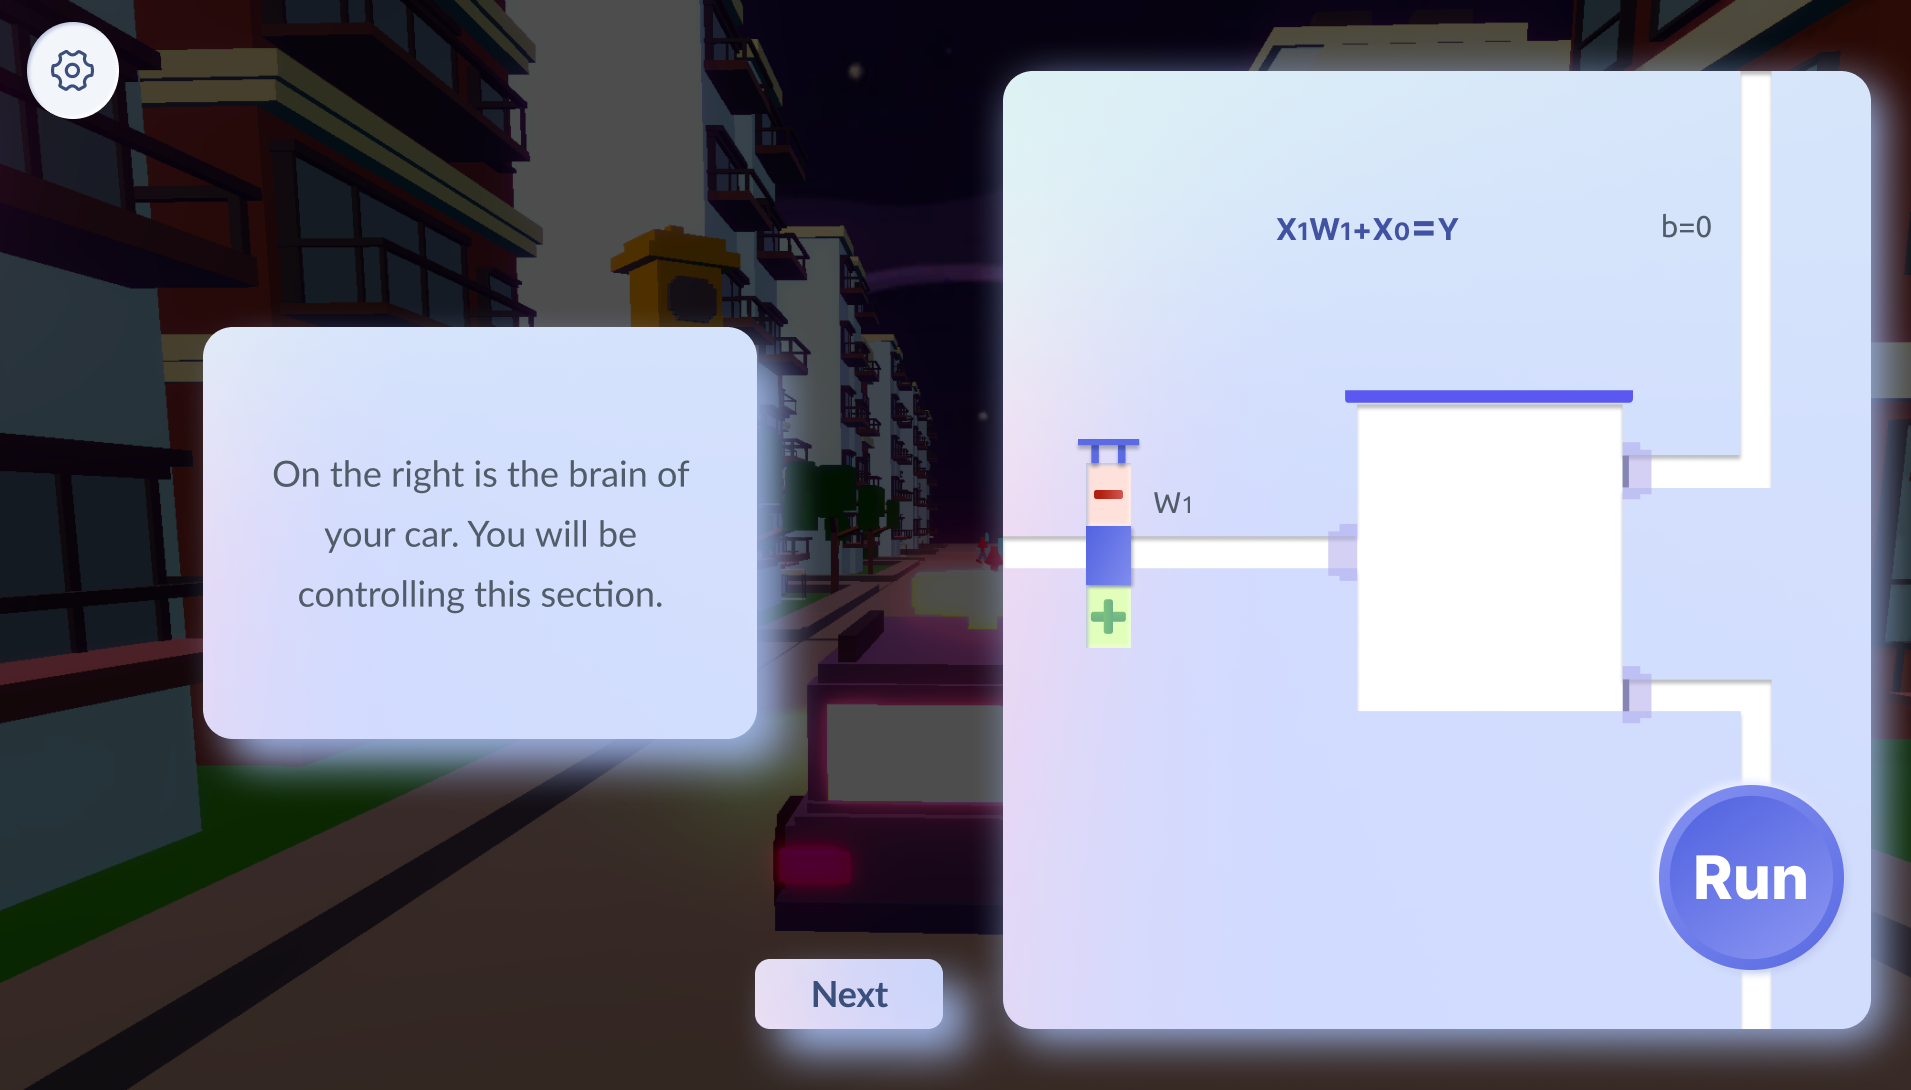 X1W1+X0=Y
b=0
On the right is the brain of
your car. You will be
controlling this section.
W1
Run
Next